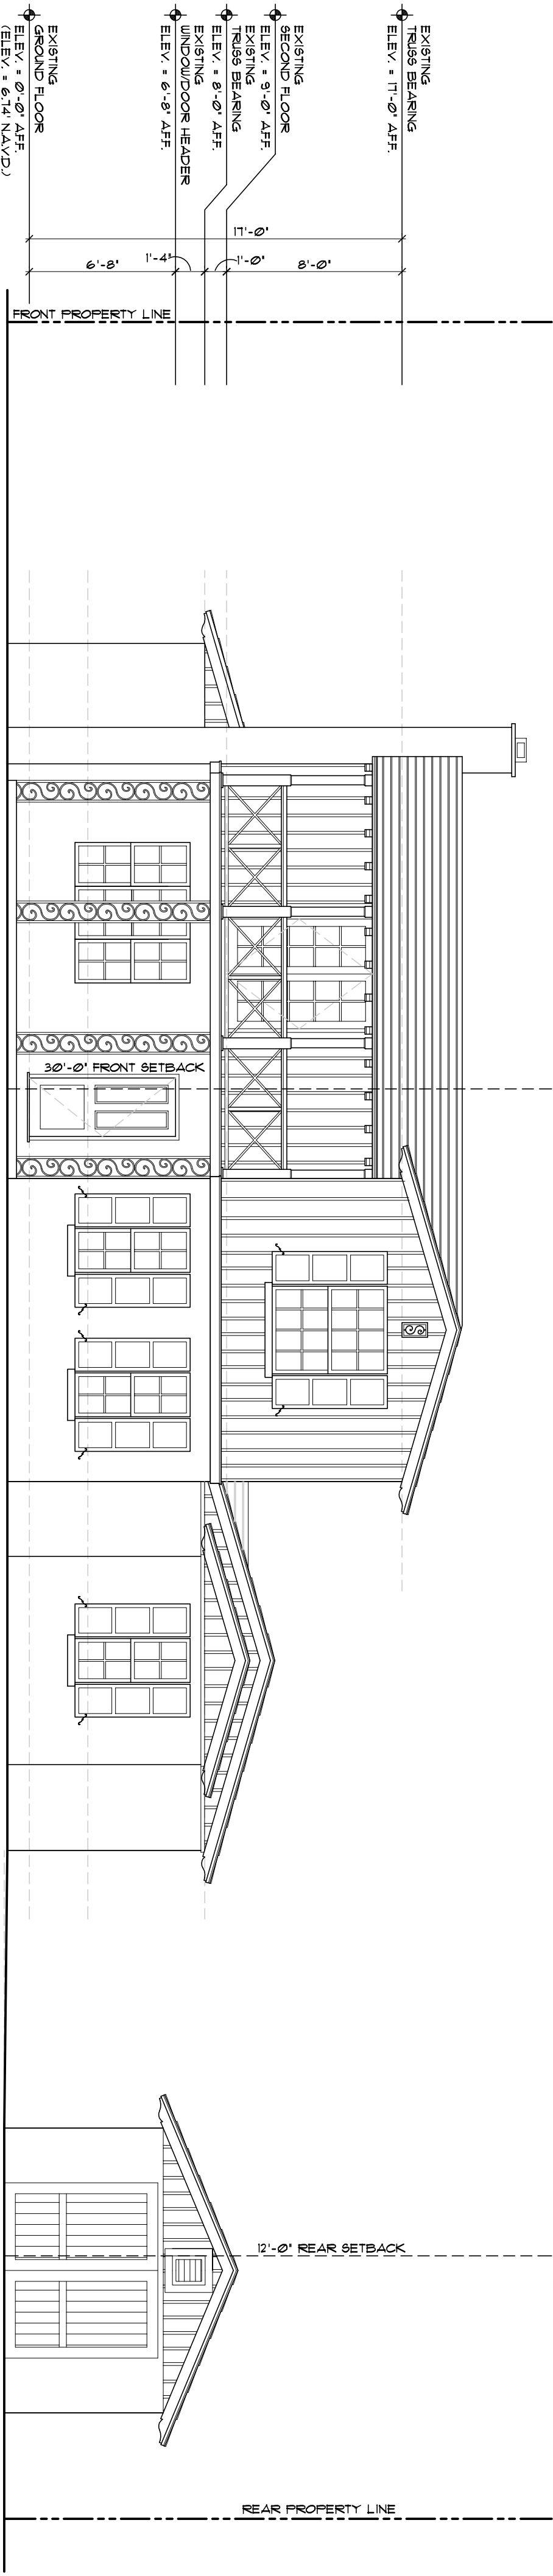 EXISTING
TRUSS BEARING
ELEV. = 17'-0" A.F.F.
EXISTING
SECOND FLOOR
ELEV. = 9'-0" A.F.F.
EXISTING
TRUSS BEARING
ELEV. = 8'-0" A.F.F.
EXISTING
WINDOW/DOOR HEADER
ELEV. = 6'-8" A.F.F.
EXISTING
GROUND FLOOR
ELEV. = 0'-0" A.F.F.
(ELEV. = 6.74' N.A.V.D.)
17'-0"
8'-0"
1'-0"
1'-4"
6'-8"
FRONT PROPERTY LINE
30'-0" FRONT SETBACK
12'-0" REAR SETBACK
REAR PROPERTY LINE